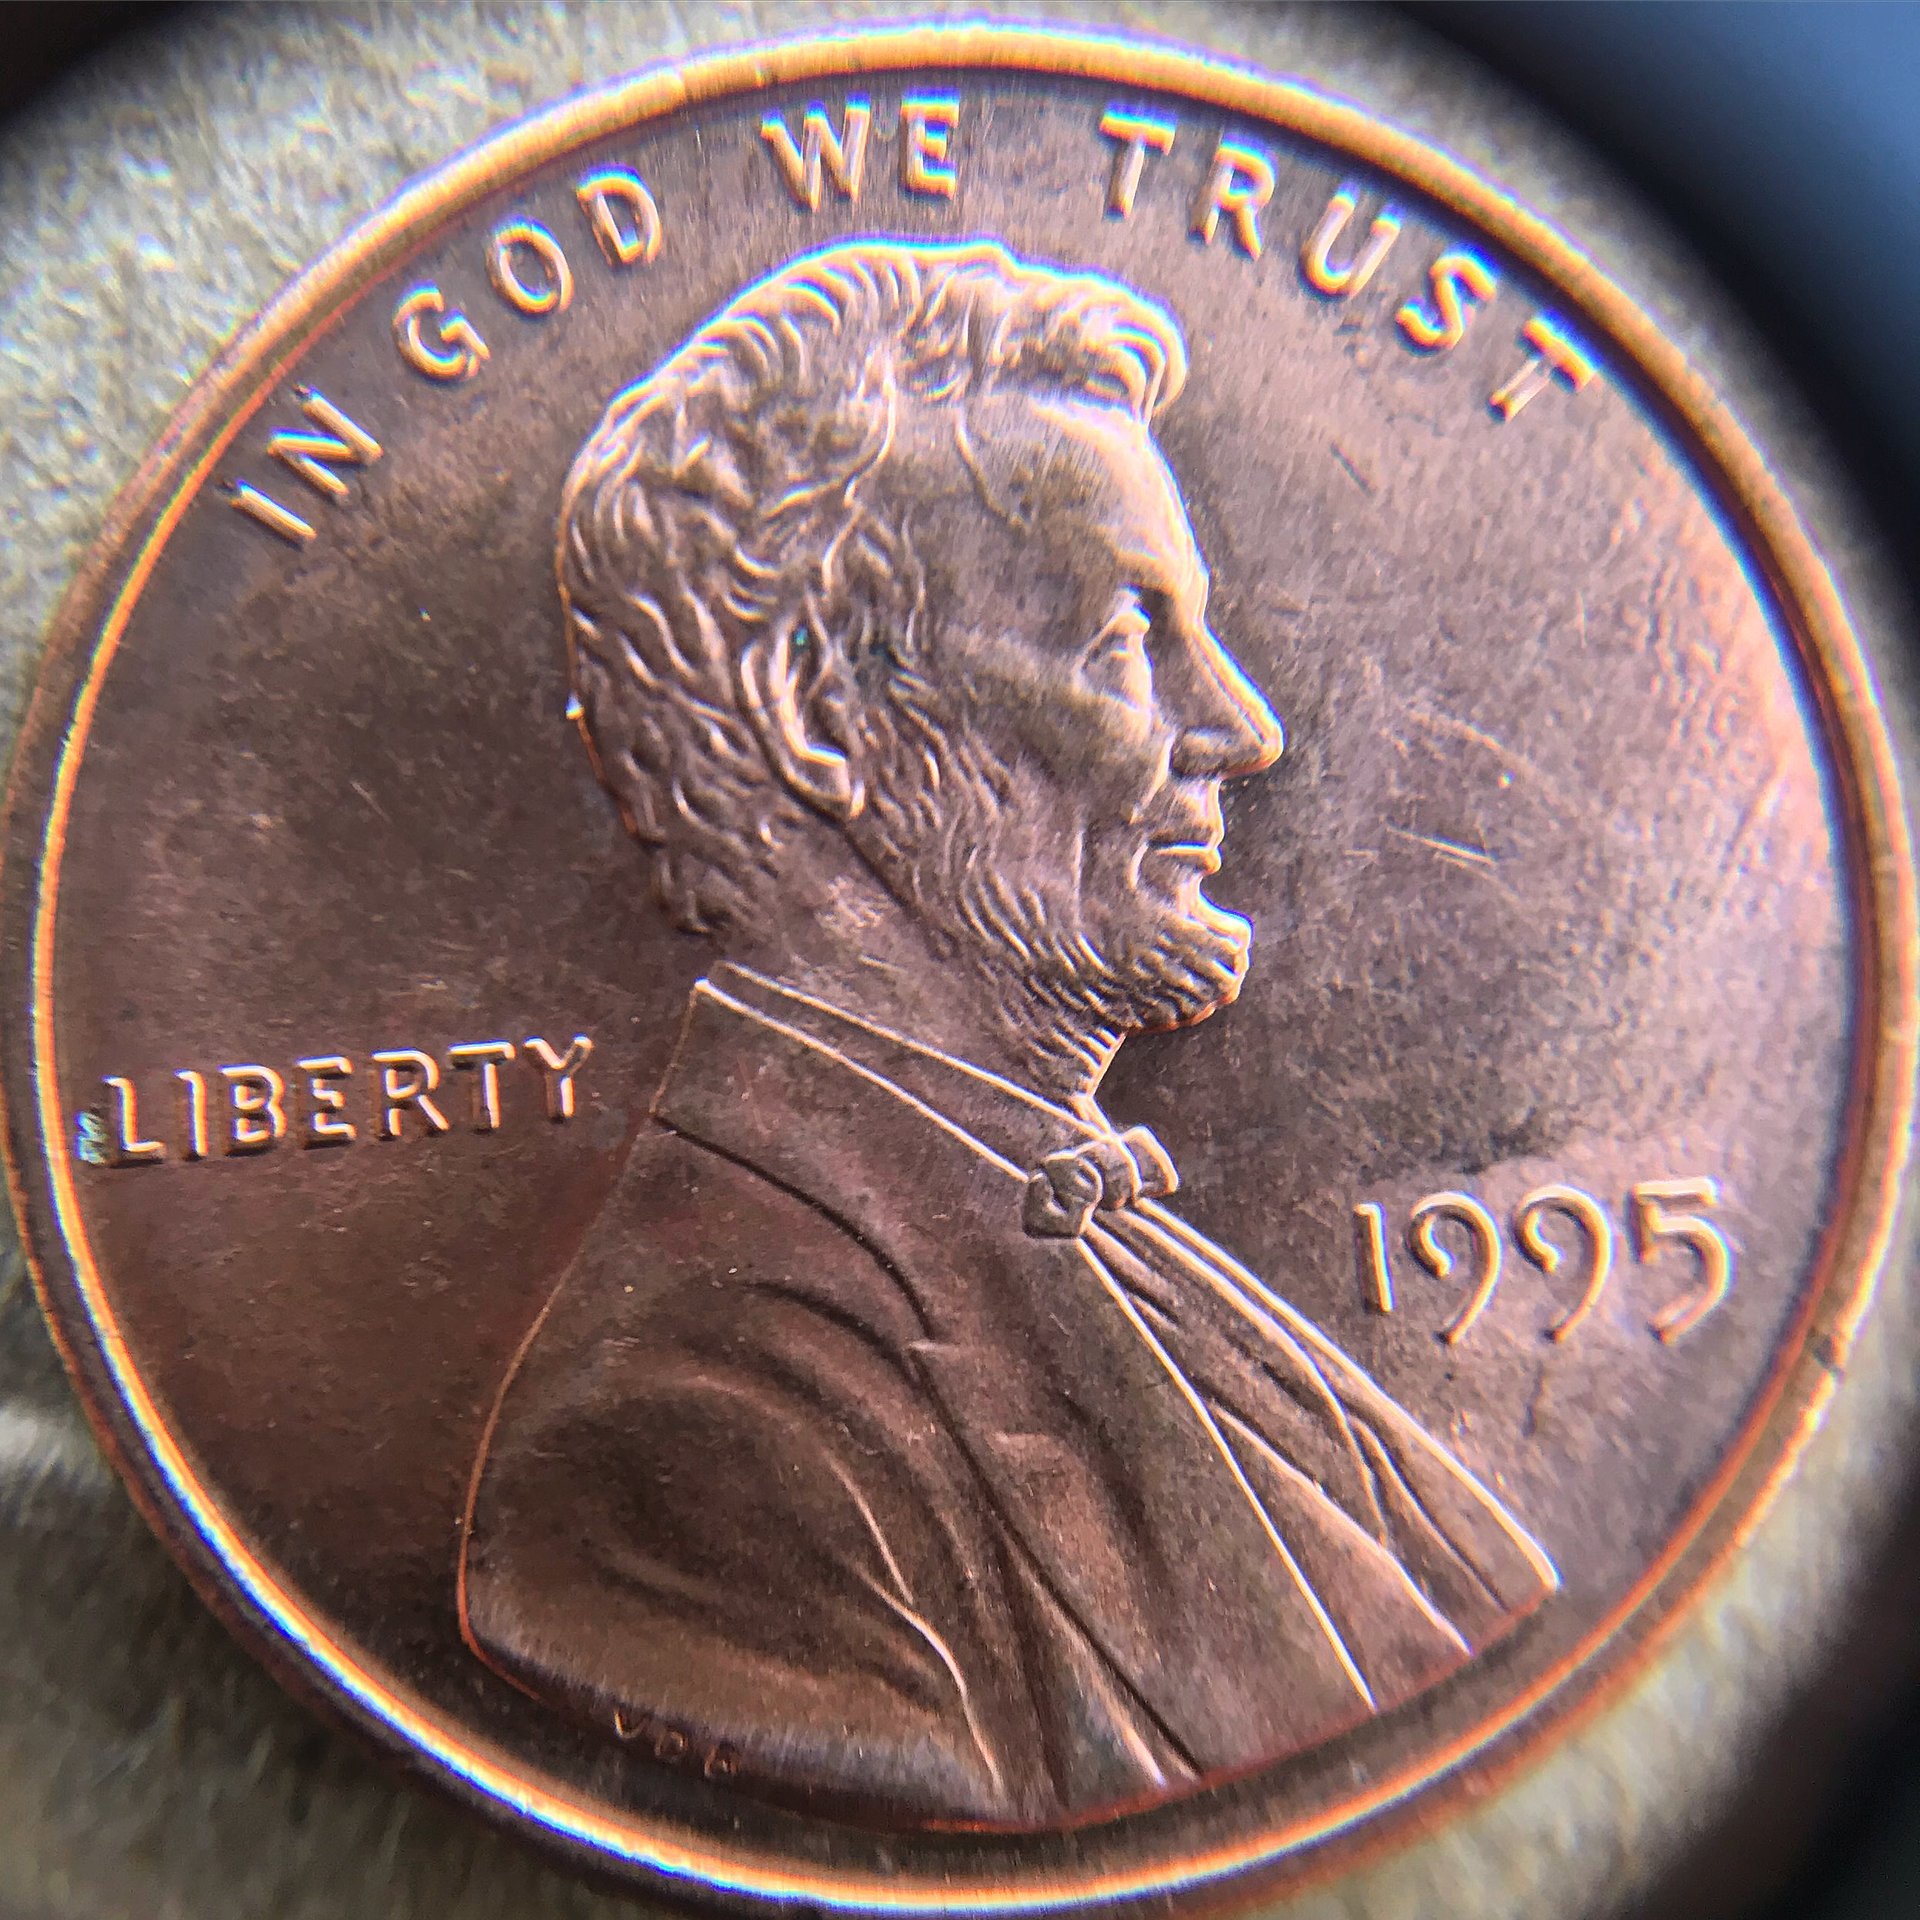 IN GOD WE TRUST
LIBERTY
1995
VDB